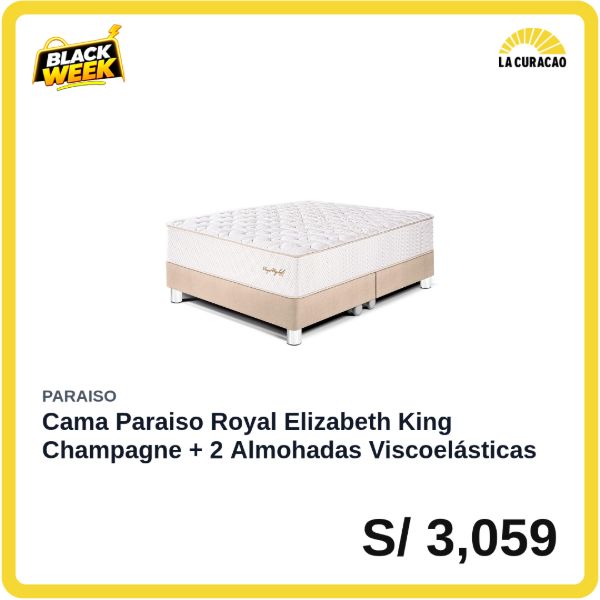 BLACK
WEEK
LA CURACAO
PARAISO
Cama Paraiso Royal Elizabeth King
Champagne + 2 Almohadas Viscoelásticas
S/ 3,059